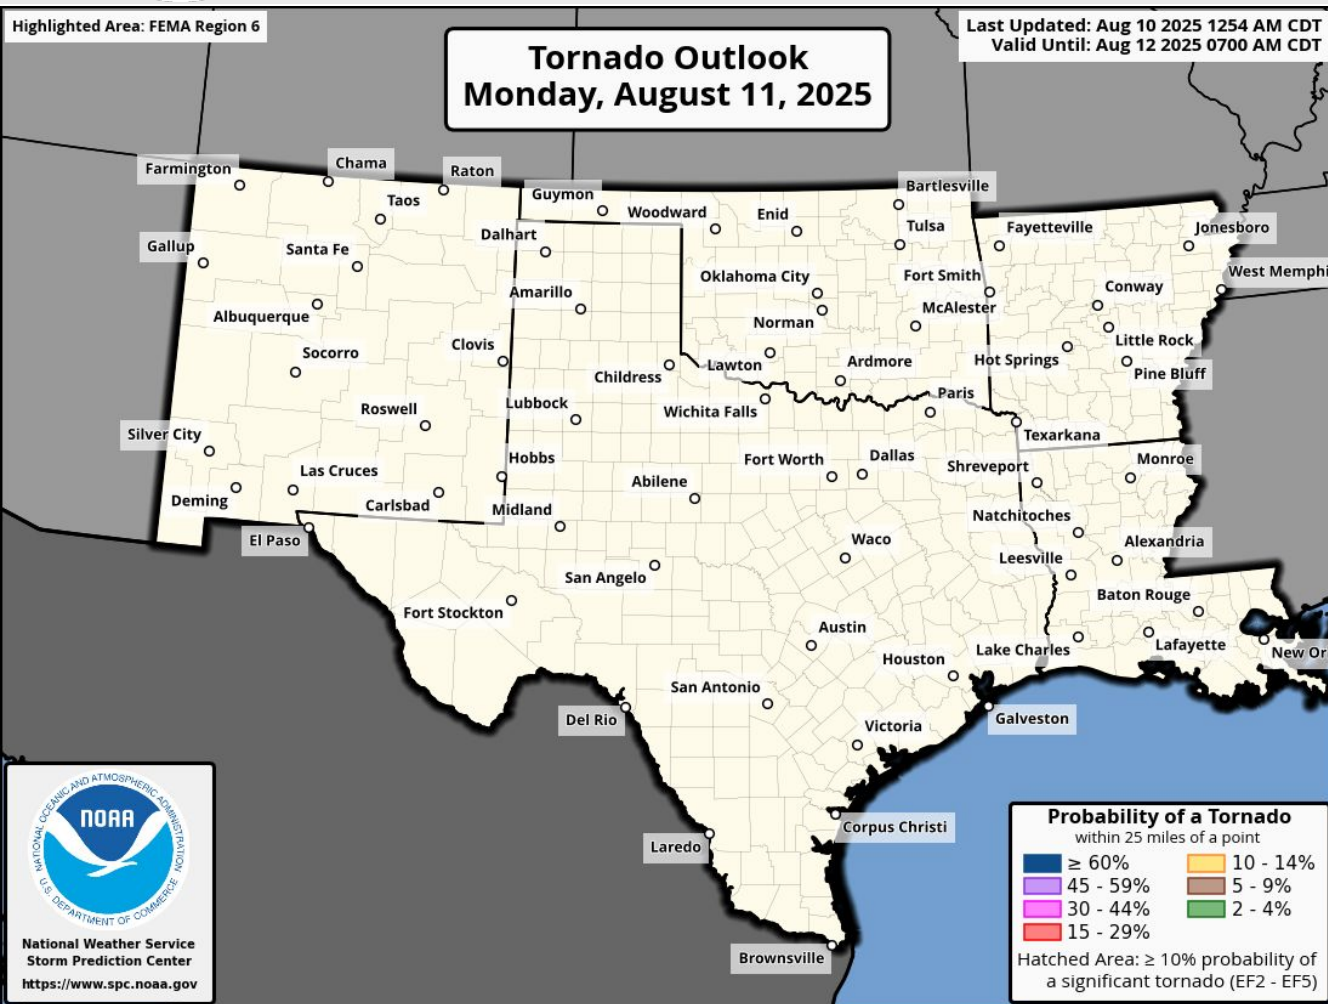 Highlighted Area: FEMA Region 6
Last Updated: Aug 10 2025 1254 AM CDT
Valid Until: Aug 12 2025 0700 AM CDT
Tornado Outlook
Monday, August 11, 2025
Farmington
Chama
Raton
Taos
Guymon
Woodward
Enid
Bartlesville
Tulsa
Fayetteville
Jonesboro
Gallup
Santa Fe
Dalhart
Oklahoma City
Fort Smith
West Memphi
Albuquerque
Amarillo
Norman
McAlester
Conway
Little Rock
Socorro
Clovis
Childress
Lawton
Ardmore
Hot Springs
Pine Bluff
Roswell
Lubbock
Wichita Falls
Paris
Texarkana
Silver City
Las Cruces
Hobbs
Abilene
Fort Worth
Dallas
Shreveport
Monroe
Deming
Carlsbad
Midland
Natchitoches
El Paso
Waco
Leesville
Alexandria
San Angelo
Fort Stockton
Baton Rouge
Austin
Houston
Lake Charles
Lafayette
New Or
San Antonio
Del Rio
Victoria
Galveston
Laredo
Corpus Christi
Brownsville
NATIONAL OCEANIC AND ATMOSPHERIC ADMINISTRATION
NOAA
U.S. DEPARTMENT OF COMMERCE
National Weather Service
Storm Prediction Center
https://www.spc.noaa.gov
Probability of a Tornado
within 25 miles of a point
≥ 60%
10 - 14%
45 - 59%
5 - 9%
30 - 44%
2 - 4%
15 - 29%
Hatched Area: ≥ 10% probability of
a significant tornado (EF2 - EF5)